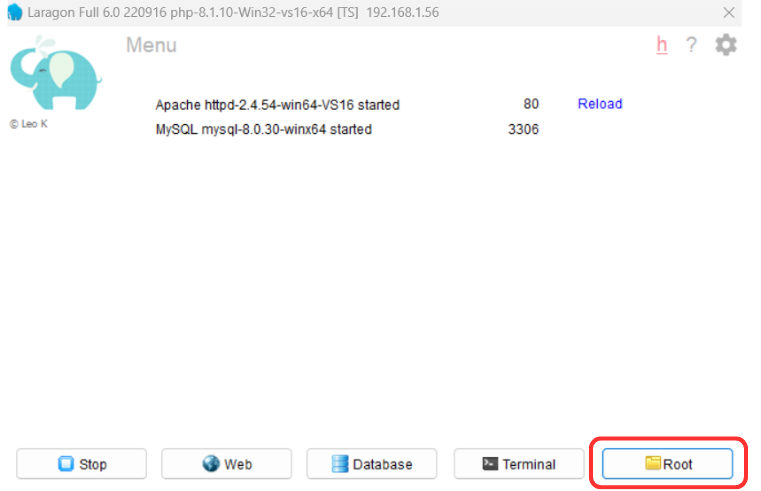 Laragon Full 6.0 220916 php-8.1.10-Win32-vs16-x64 [TS] 192.168.1.56
Menu
h ?
© Leo K
Apache httpd-2.4.54-win64-VS16 started 80 Reload
MySQL mysql-8.0.30-winx64 started 3306
Stop Web Database Terminal Root